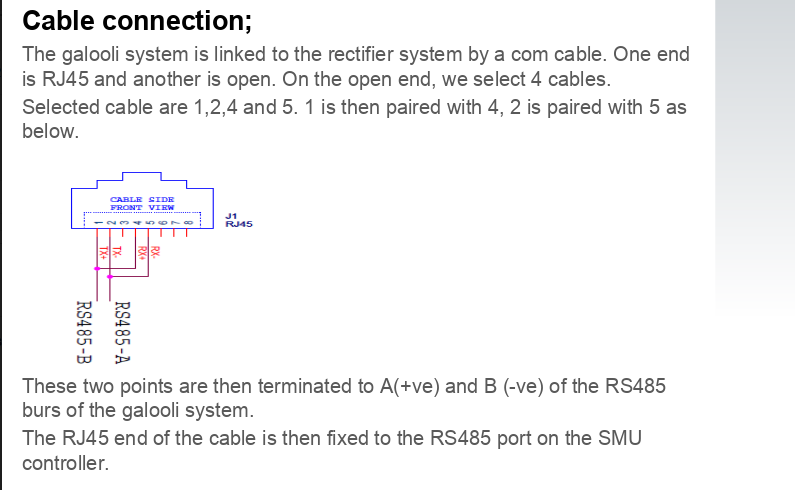 Cable connection;
The galooli system is linked to the rectifier system by a com cable. One end
is RJ45 and another is open. On the open end, we select 4 cables.
Selected cable are 1,2,4 and 5. 1 is then paired with 4, 2 is paired with 5 as
below.
CABLE SIDE
FRONT VIEW
J1
RJ45
1 2 3 4 5 6 7 8
TX+ TX- RX+ RX-
RS485-B RS485-A
These two points are then terminated to A(+ve) and B (-ve) of the RS485
burs of the galooli system.
The RJ45 end of the cable is then fixed to the RS485 port on the SMU
controller.